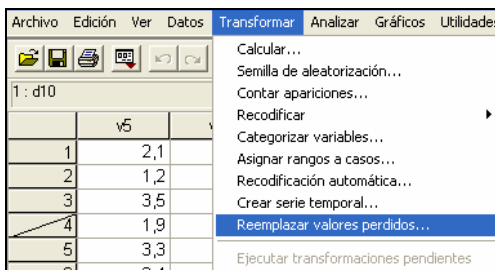 Archivo Edición Ver Datos Transformar Analizar Gráficos Utilidades
1 : d10
v5
1 2,1
2 1,2
3 3,5
4 1,9
5 3,3
Calcular...
Semilla de aleatorización...
Contar apariciones...
Recodificar
Categorizar variables...
Asignar rangos a casos...
Recodificación automática...
Crear serie temporal...
Reemplazar valores perdidos...
Ejecutar transformaciones pendientes